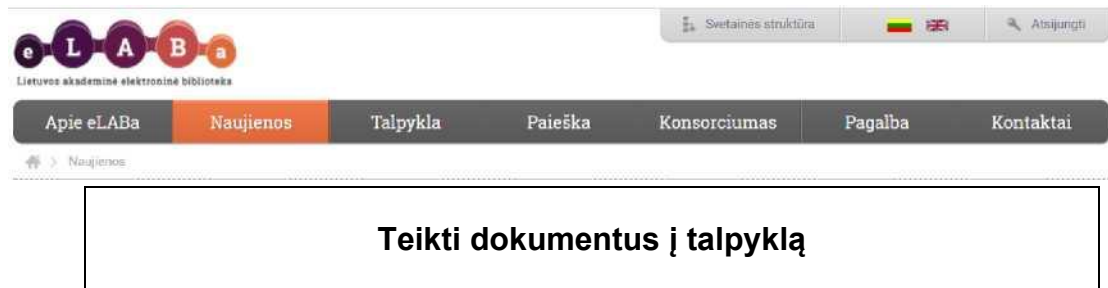 Svetainės struktūra Atsijungti
e L A B a
Lietuvos akademinė elektroninė biblioteka
Apie eLABa Naujienos Talpykla Paieška Konsorciumas Pagalba Kontaktai
> Naujienos
Teikti dokumentus į talpyklą